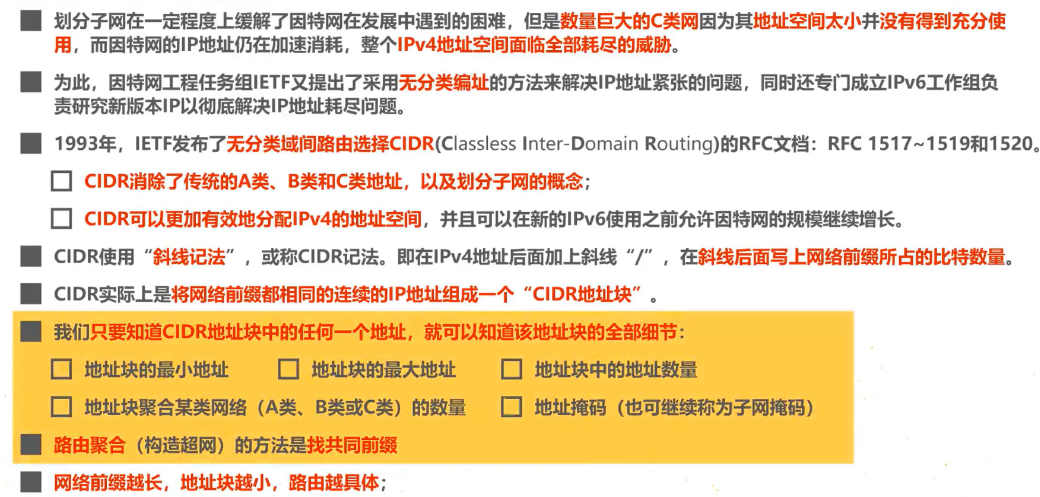 划分子网在一定程度上缓解了因特网在发展中遇到的困难，但是数量巨大的C类网因为其地址空间太小并没有得到充分使
用，而因特网的IP地址仍在加速消耗，整个IPv4地址空间面临全部耗尽的威胁。
为此，因特网工程任务组IETF又提出了采用无分类编址的方法来解决IP地址紧张的问题，同时还专门成立IPv6工作组负
责研究新版本IP以彻底解决IP地址耗尽问题。
1993年，IETF发布了无分类域间路由选择CIDR(Classless Inter-Domain Routing)的RFC文档：RFC 1517~1519和1520。
CIDR消除了传统的A类、B类和C类地址，以及划分子网的概念；
CIDR可以更加有效地分配IPv4的地址空间，并且可以在新的IPv6使用之前允许因特网的规模继续增长。
CIDR使用“斜线记法”，或称CIDR记法。即在IPv4地址后面加上斜线“/”，在斜线后面写上网络前缀所占的比特数量。
CIDR实际上是将网络前缀都相同的连续的IP地址组成一个“CIDR地址块”。
我们只要知道CIDR地址块中的任何一个地址，就可以知道该地址块的全部细节：
地址块的最小地址 地址块的最大地址 地址块中的地址数量
地址块聚合某类网络（A类、B类或C类）的数量 地址掩码（也可继续称为子网掩码）
路由聚合（构造超网）的方法是找共同前缀
网络前缀越长，地址块越小，路由越具体；